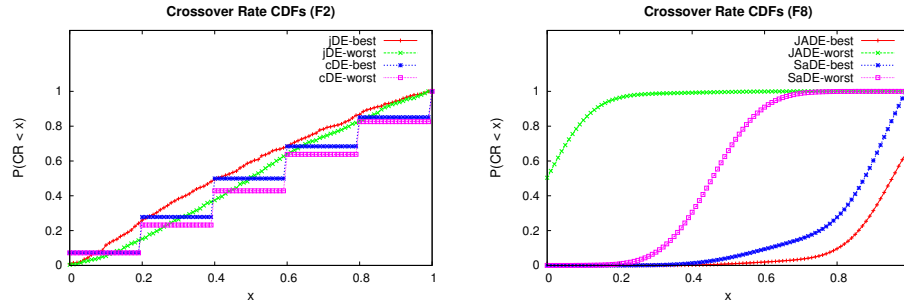 Crossover Rate CDFs (F2)
jDE-best
jDE-worst
cDE-best
cDE-worst
P(CR < x)
1
0.8
0.6
0.4
0.2
0
0 0.2 0.4 0.6 0.8 1
x
Crossover Rate CDFs (F8)
JADE-best
JADE-worst
SaDE-best
SaDE-worst
P(CR < x)
1
0.8
0.6
0.4
0.2
0
0 0.2 0.4 0.6 0.8
x